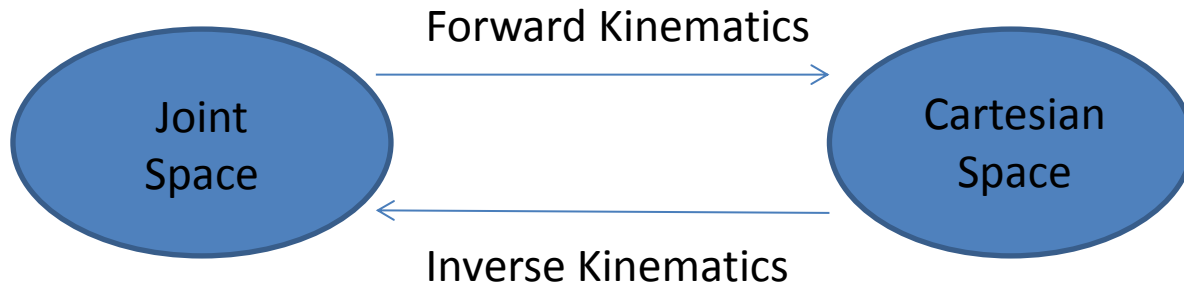 Forward Kinematics
Joint
Space
Cartesian
Space
Inverse Kinematics